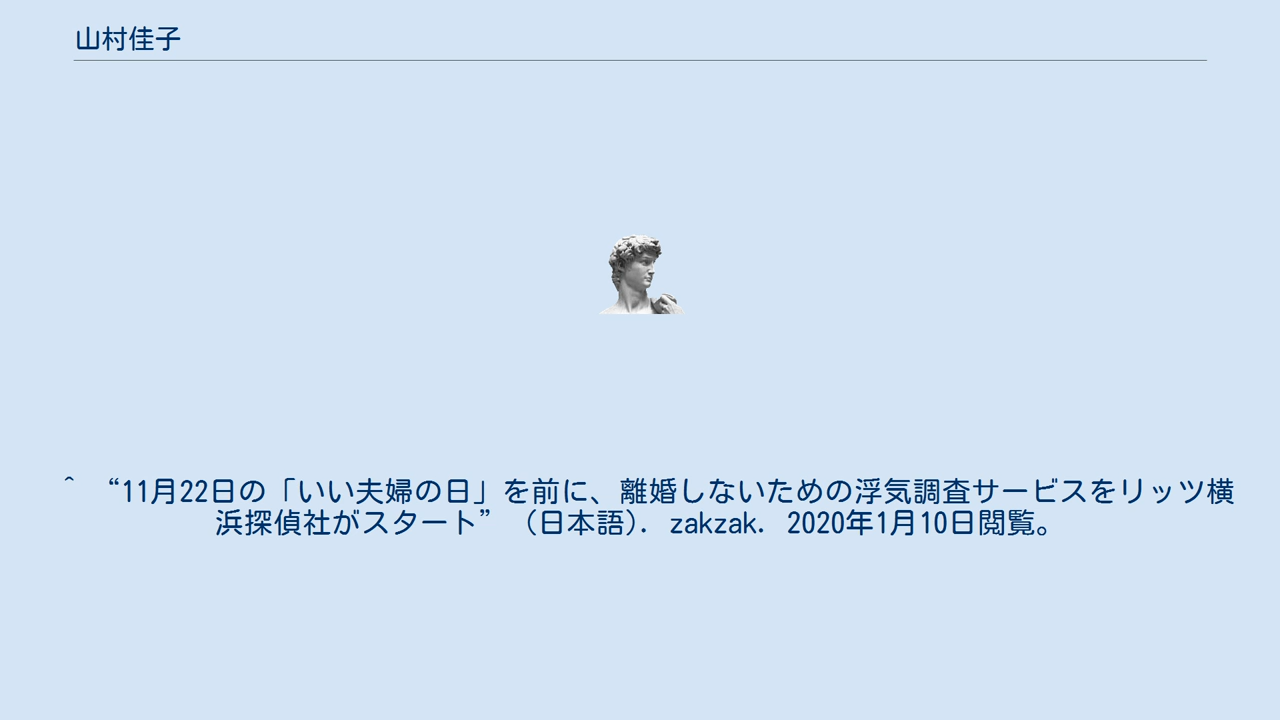 山村佳子
^ “11月22日の「いい夫婦の日」を前に、離婚しないための浮気調査サービスをリッツ横
浜探偵社がスタート” （日本語）. zakzak. 2020年1月10日閲覧。